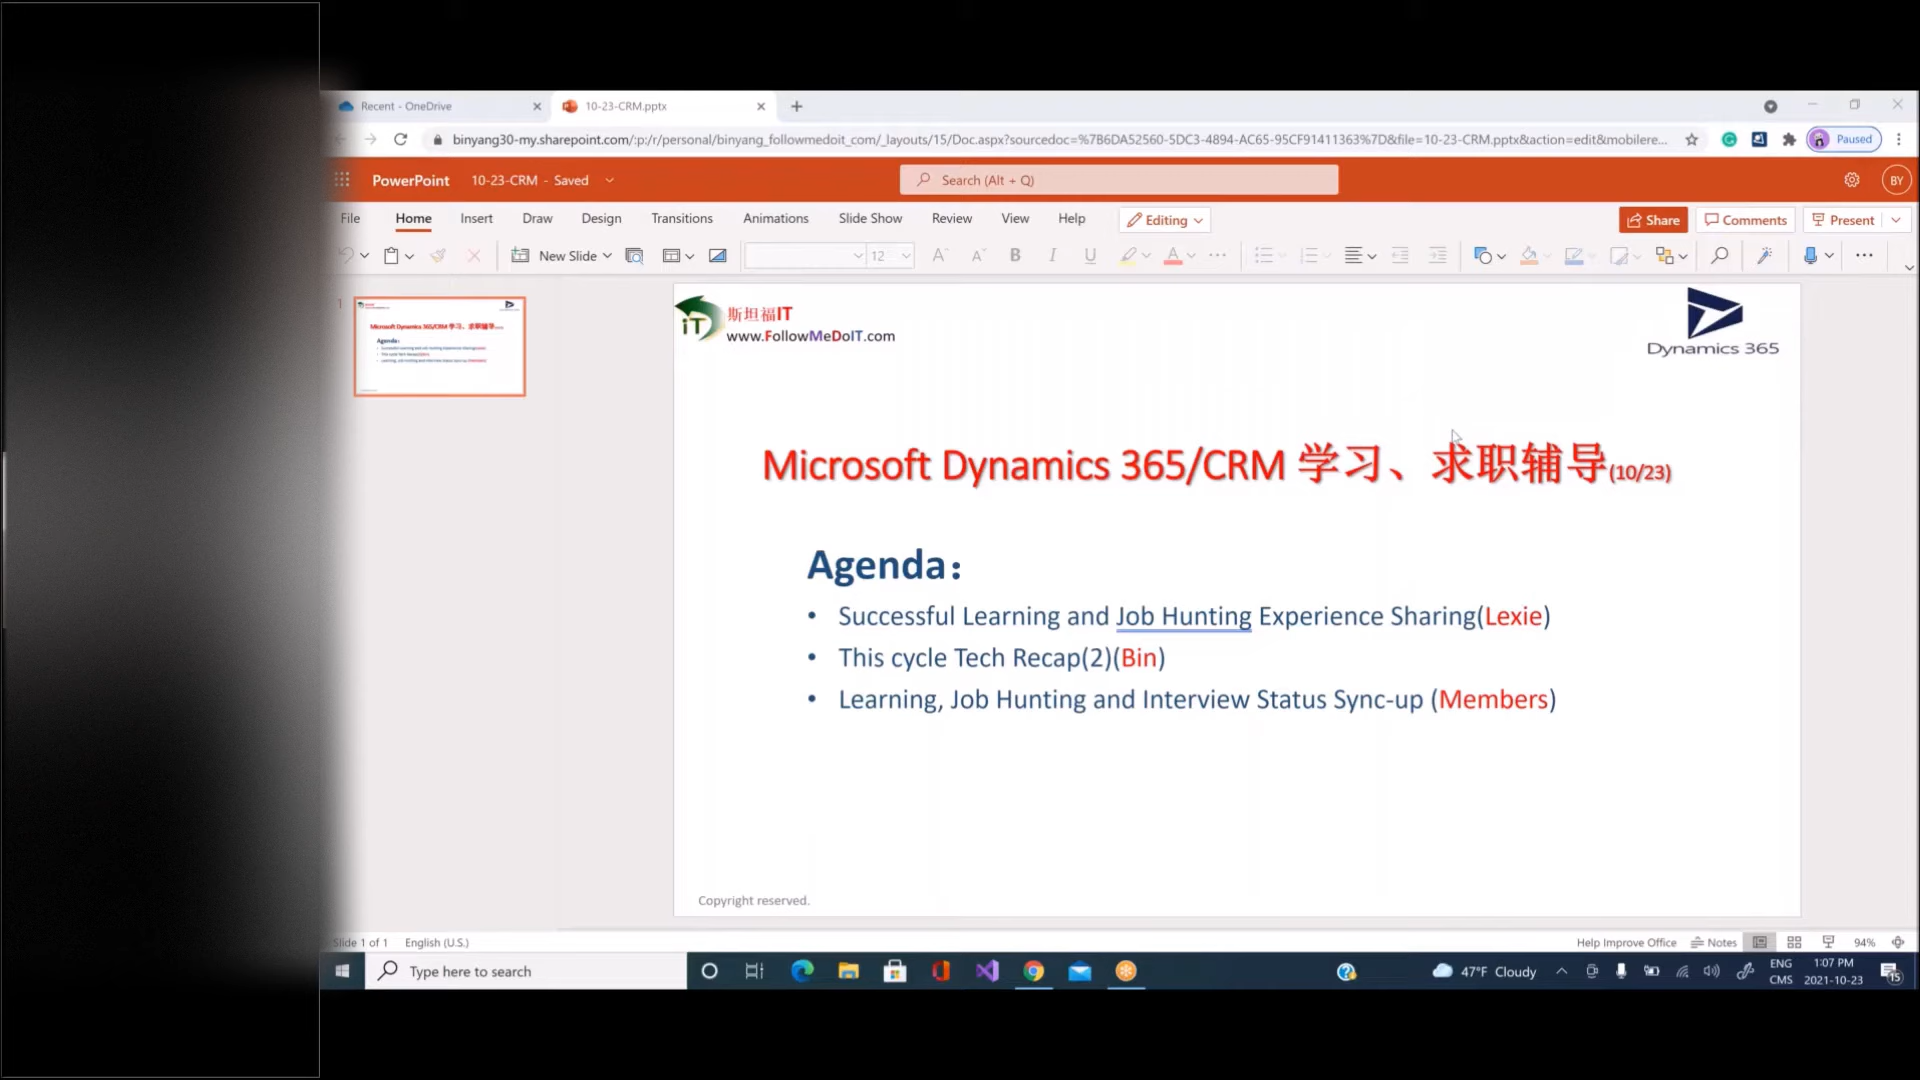 Recent - OneDrive
10-23-CRM.pptx
binyang30-my.sharepoint.com/:p:/r/personal/binyang_followmedoit_com/_layouts/15/Doc.aspx?sourcedoc=%7B6DA52560-5DC3-4894-AC65-95CF91411363%7D&file=10-23-CRM.pptx&action=edit&mobilere...
Paused
PowerPoint 10-23-CRM - Saved
Search (Alt + Q)
BY
File Home Insert Draw Design Transitions Animations Slide Show Review View Help Editing
Share Comments Present
New Slide 12 A A B I U A
1
斯坦福IT
www.FollowMeDoIT.com
Dynamics 365
Microsoft Dynamics 365/CRM 学习、求职辅导(10/23)
Agenda：
• Successful Learning and Job Hunting Experience Sharing(Lexie)
• This cycle Tech Recap(2)(Bin)
• Learning, Job Hunting and Interview Status Sync-up (Members)
Copyright reserved.
Slide 1 of 1 English (U.S.)
Help Improve Office Notes 94%
Type here to search
47°F Cloudy
ENG
CMS
1:07 PM
2021-10-23
15